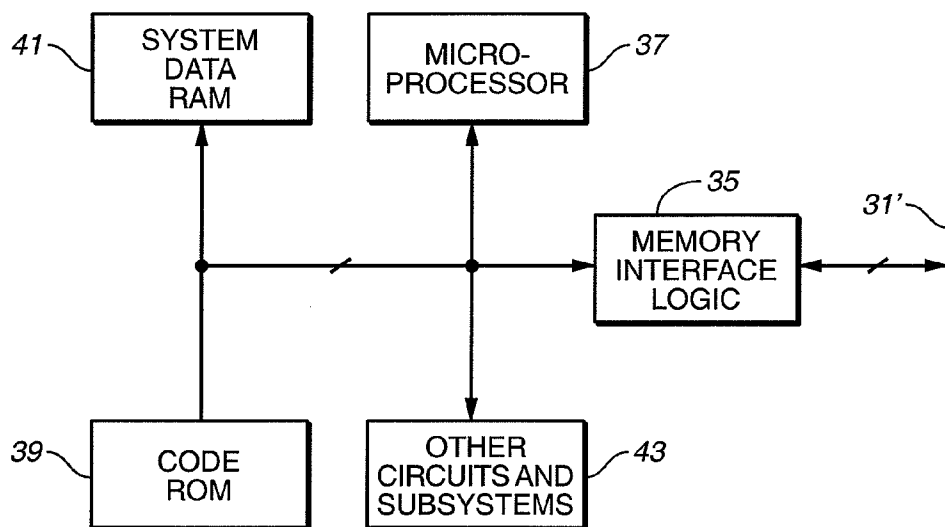 41
SYSTEM
DATA
RAM
MICRO-
PROCESSOR
37
35
31'
MEMORY
INTERFACE
LOGIC
39
CODE
ROM
OTHER
CIRCUITS AND
SUBSYSTEMS
43